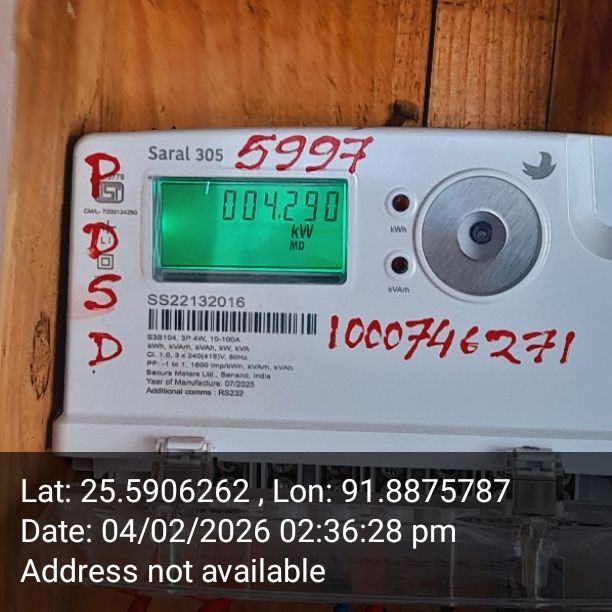 Saral 305
5997
P
D
S
D
CM/L- 7200124290
004.290
kW
MD
kWh
kVArh
SS22132016
1000746271
S3B104, 3P 4W, 10-100A
kWh, kVArh, kVAh, kW, kVA
Cl. 1.0, 3 x 240(415)V, 50Hz
PF: -1 to 1, 1600 imp/kWh, kVArh, kVAh
Secure Meters Ltd., Sanand, India
Year of Manufacture: 07/2025
Additional comms : RS232
Lat: 25.5906262 , Lon: 91.8875787
Date: 04/02/2026 02:36:28 pm
Address not available